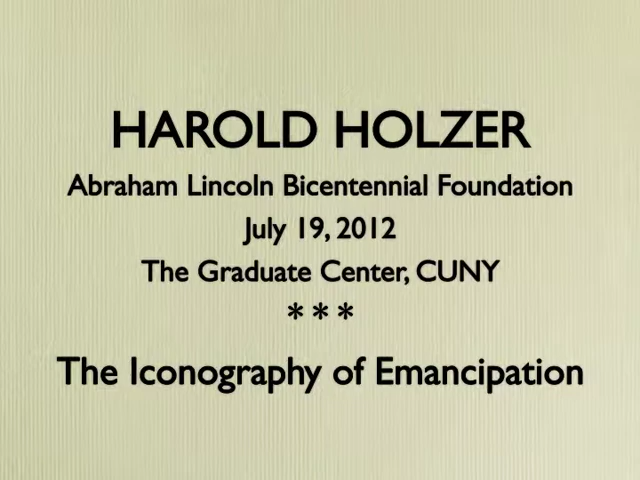 HAROLD HOLZER
Abraham Lincoln Bicentennial Foundation
July 19, 2012
The Graduate Center, CUNY
* * *
The Iconography of Emancipation